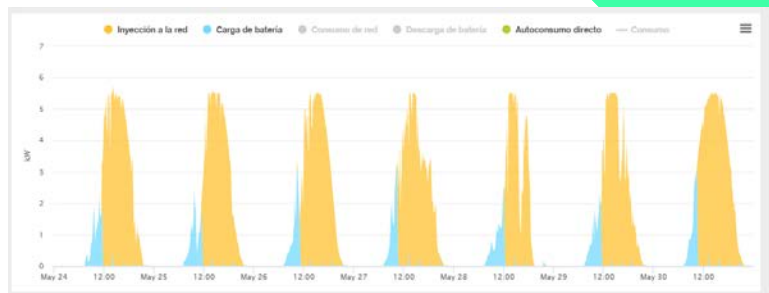 Inyección a la red Carga de batería Consumo de red Descarga de batería Autoconsumo directo Consumo
7
6
5
4
3
2
1
0
kW
May 24 12:00 May 25 12:00 May 26 12:00 May 27 12:00 May 28 12:00 May 29 12:00 May 30 12:00